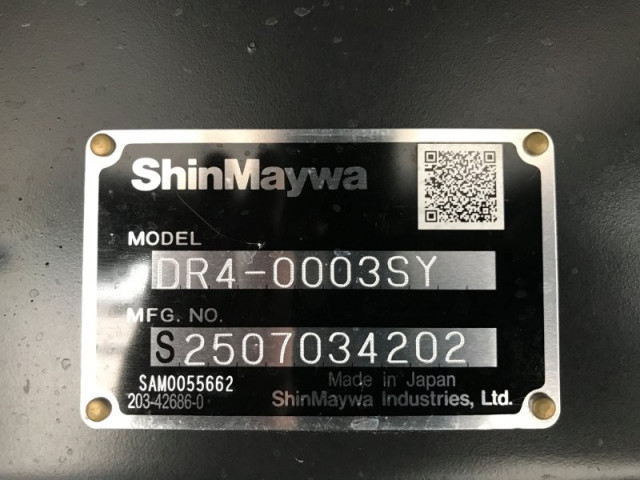 ShinMaywa
MODEL
DR4-0003SY
MFG. NO.
S2507034202
SAM0055662
203-42686-0
Made in Japan
ShinMaywa Industries, Ltd.